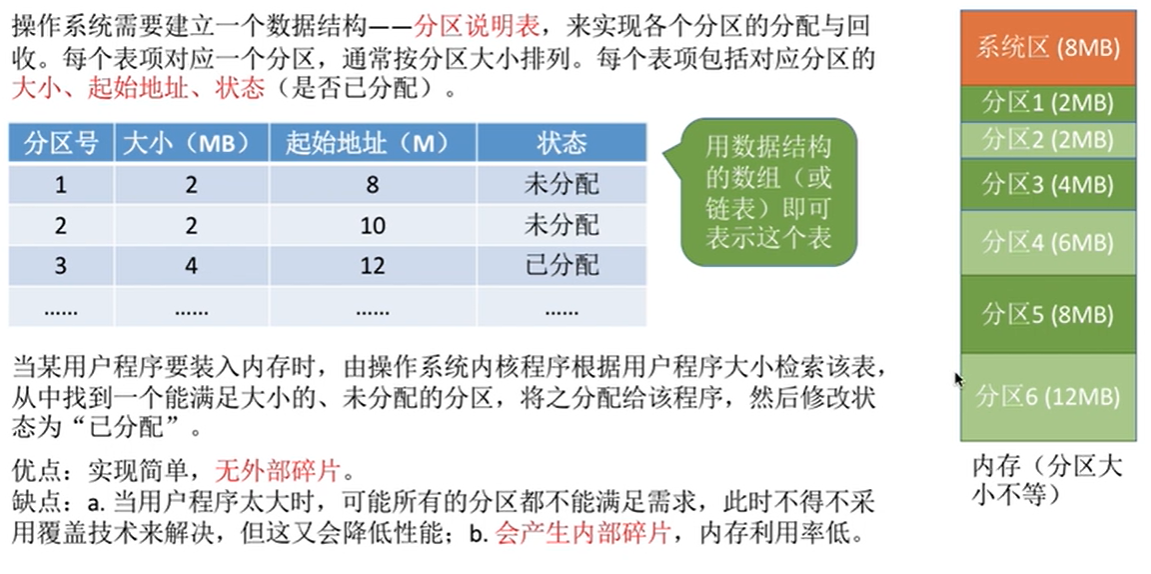 操作系统需要建立一个数据结构——分区说明表，来实现各个分区的分配与回
收。每个表项对应一个分区，通常按分区大小排列。每个表项包括对应分区的
大小、起始地址、状态（是否已分配）。
分区号 大小（MB） 起始地址（M） 状态
1 2 8 未分配
2 2 10 未分配
3 4 12 已分配
...... ...... ...... ......
用数据结构
的数组（或
链表）即可
表示这个表
当某用户程序要装入内存时，由操作系统内核程序根据用户程序大小检索该表，
从中找到一个能满足大小的、未分配的分区，将之分配给该程序，然后修改状
态为“已分配”。
优点：实现简单，无外部碎片。
缺点：a. 当用户程序太大时，可能所有的分区都不能满足需求，此时不得不采
用覆盖技术来解决，但这又会降低性能；b. 会产生内部碎片，内存利用率低。
系统区 (8MB)
分区1 (2MB)
分区2 (2MB)
分区3 (4MB)
分区4 (6MB)
分区5 (8MB)
分区6 (12MB)
内存（分区大
小不等）